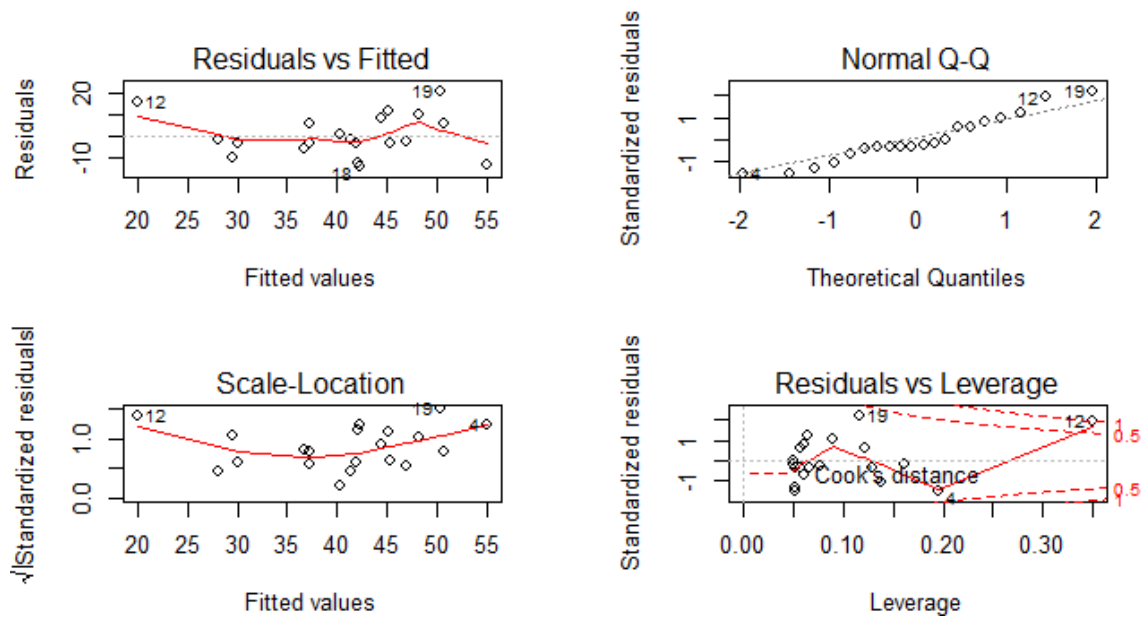 Residuals vs Fitted
Residuals
20
-10
12
19
18
20 25 30 35 40 45 50 55
Fitted values
Normal Q-Q
Standardized residuals
1
-1
12
19
4
-2 -1 0 1 2
Theoretical Quantiles
Scale-Location
√|Standardized residuals|
1.0
0.0
12
19
4
20 25 30 35 40 45 50 55
Fitted values
Residuals vs Leverage
Standardized residuals
1
-1
19
12
4
Cook's distance
1
0.5
0.5
1
0.00 0.10 0.20 0.30
Leverage